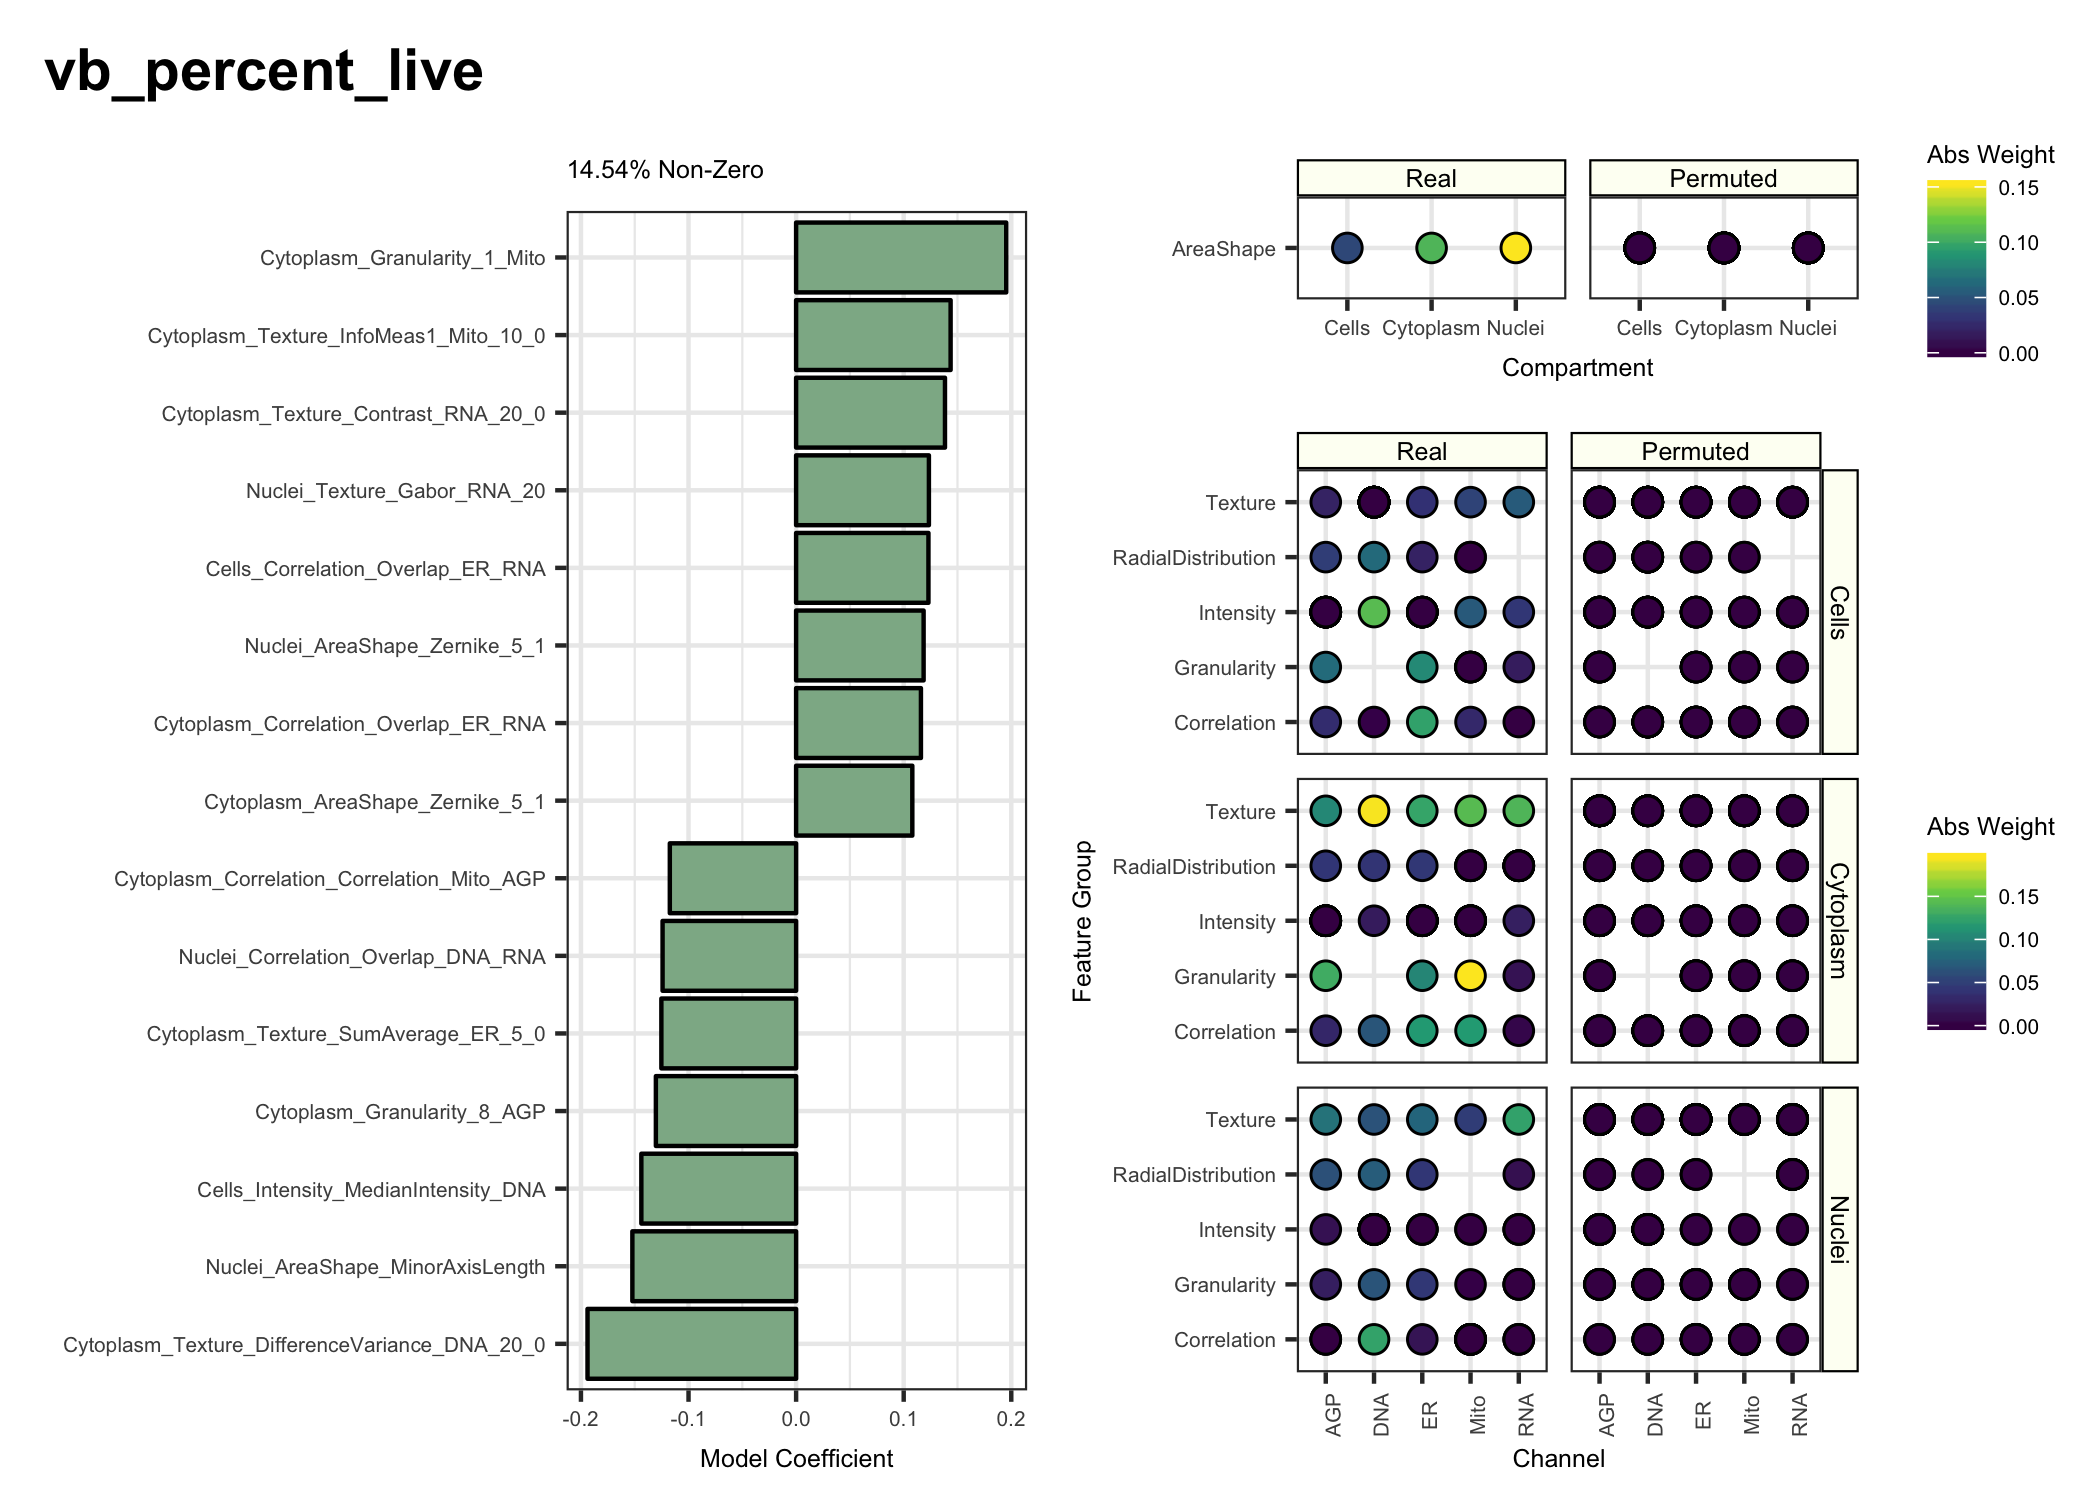 vb_percent_live
14.54% Non-Zero
Cytoplasm_Granularity_1_Mito
Cytoplasm_Texture_InfoMeas1_Mito_10_0
Cytoplasm_Texture_Contrast_RNA_20_0
Nuclei_Texture_Gabor_RNA_20
Cells_Correlation_Overlap_ER_RNA
Nuclei_AreaShape_Zernike_5_1
Cytoplasm_Correlation_Overlap_ER_RNA
Cytoplasm_AreaShape_Zernike_5_1
Cytoplasm_Correlation_Correlation_Mito_AGP
Nuclei_Correlation_Overlap_DNA_RNA
Cytoplasm_Texture_SumAverage_ER_5_0
Cytoplasm_Granularity_8_AGP
Cells_Intensity_MedianIntensity_DNA
Nuclei_AreaShape_MinorAxisLength
Cytoplasm_Texture_DifferenceVariance_DNA_20_0
-0.2 -0.1 0.0 0.1 0.2
Model Coefficient
Real Permuted
AreaShape
Cells Cytoplasm Nuclei Cells Cytoplasm Nuclei
Compartment
Abs Weight
0.15
0.10
0.05
0.00
Feature Group
Real Permuted
Texture
RadialDistribution
Intensity
Granularity
Correlation
Cells
Texture
RadialDistribution
Intensity
Granularity
Correlation
Cytoplasm
Texture
RadialDistribution
Intensity
Granularity
Correlation
Nuclei
AGP DNA ER Mito RNA AGP DNA ER Mito RNA
Channel
Abs Weight
0.15
0.10
0.05
0.00